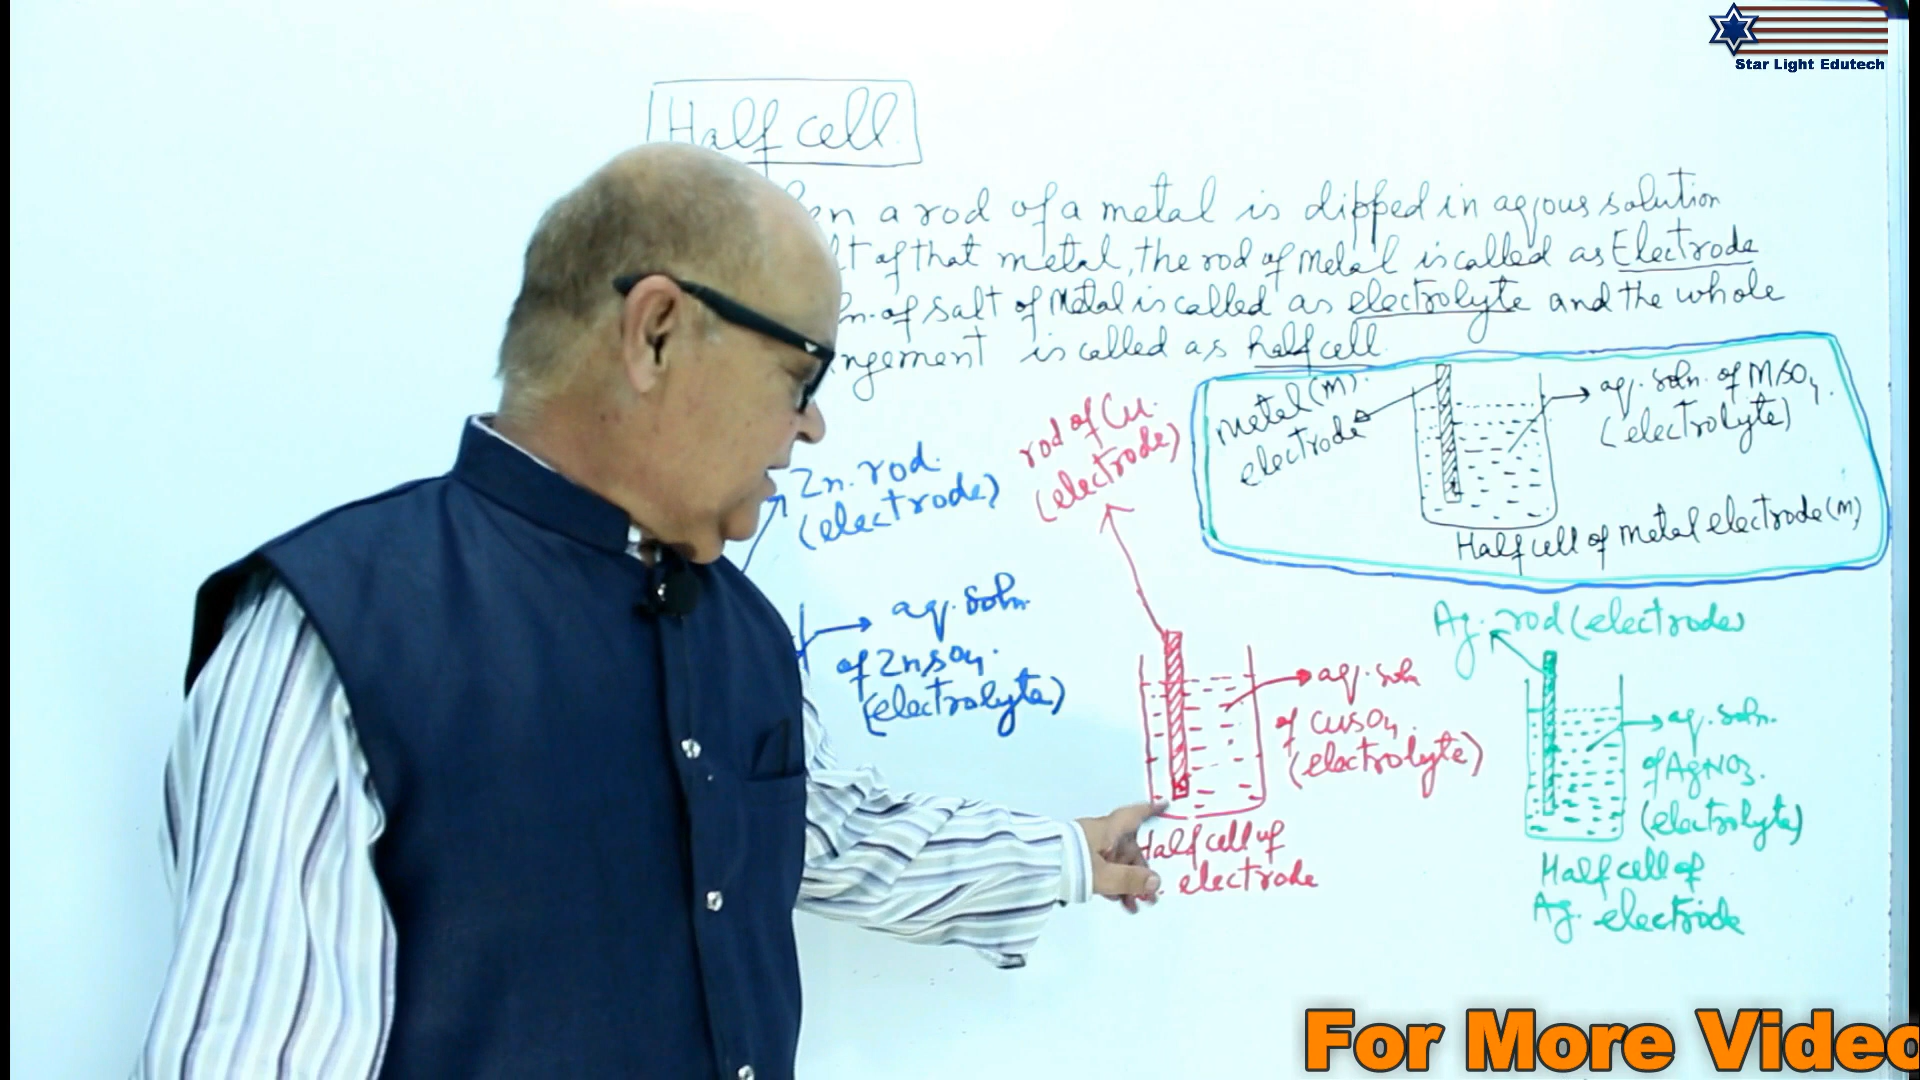 Star Light Edutech
Half cell.
en a rod of a metal is dipped in aqous solution
lt of that metal, the rod of metal is called as Electrode
n. of salt of Metal is called as electrolyte and the whole
ngement is called as half cell.
metal (M).
electrode
aq. soln. of MSO4.
(electrolyte)
Half cell of metal electrode (M)
Zn. rod.
(electrode)
aq. soln
of ZnSO4.
(electrolyte)
rod of Cu.
(electrode)
aq. soln
of CuSO4.
(electrolyte)
Half cell of
. electrode
Ag. rod (electrode)
aq. soln.
of AgNO3.
(electrolyte)
Half cell of
Ag. electrode
For More Video